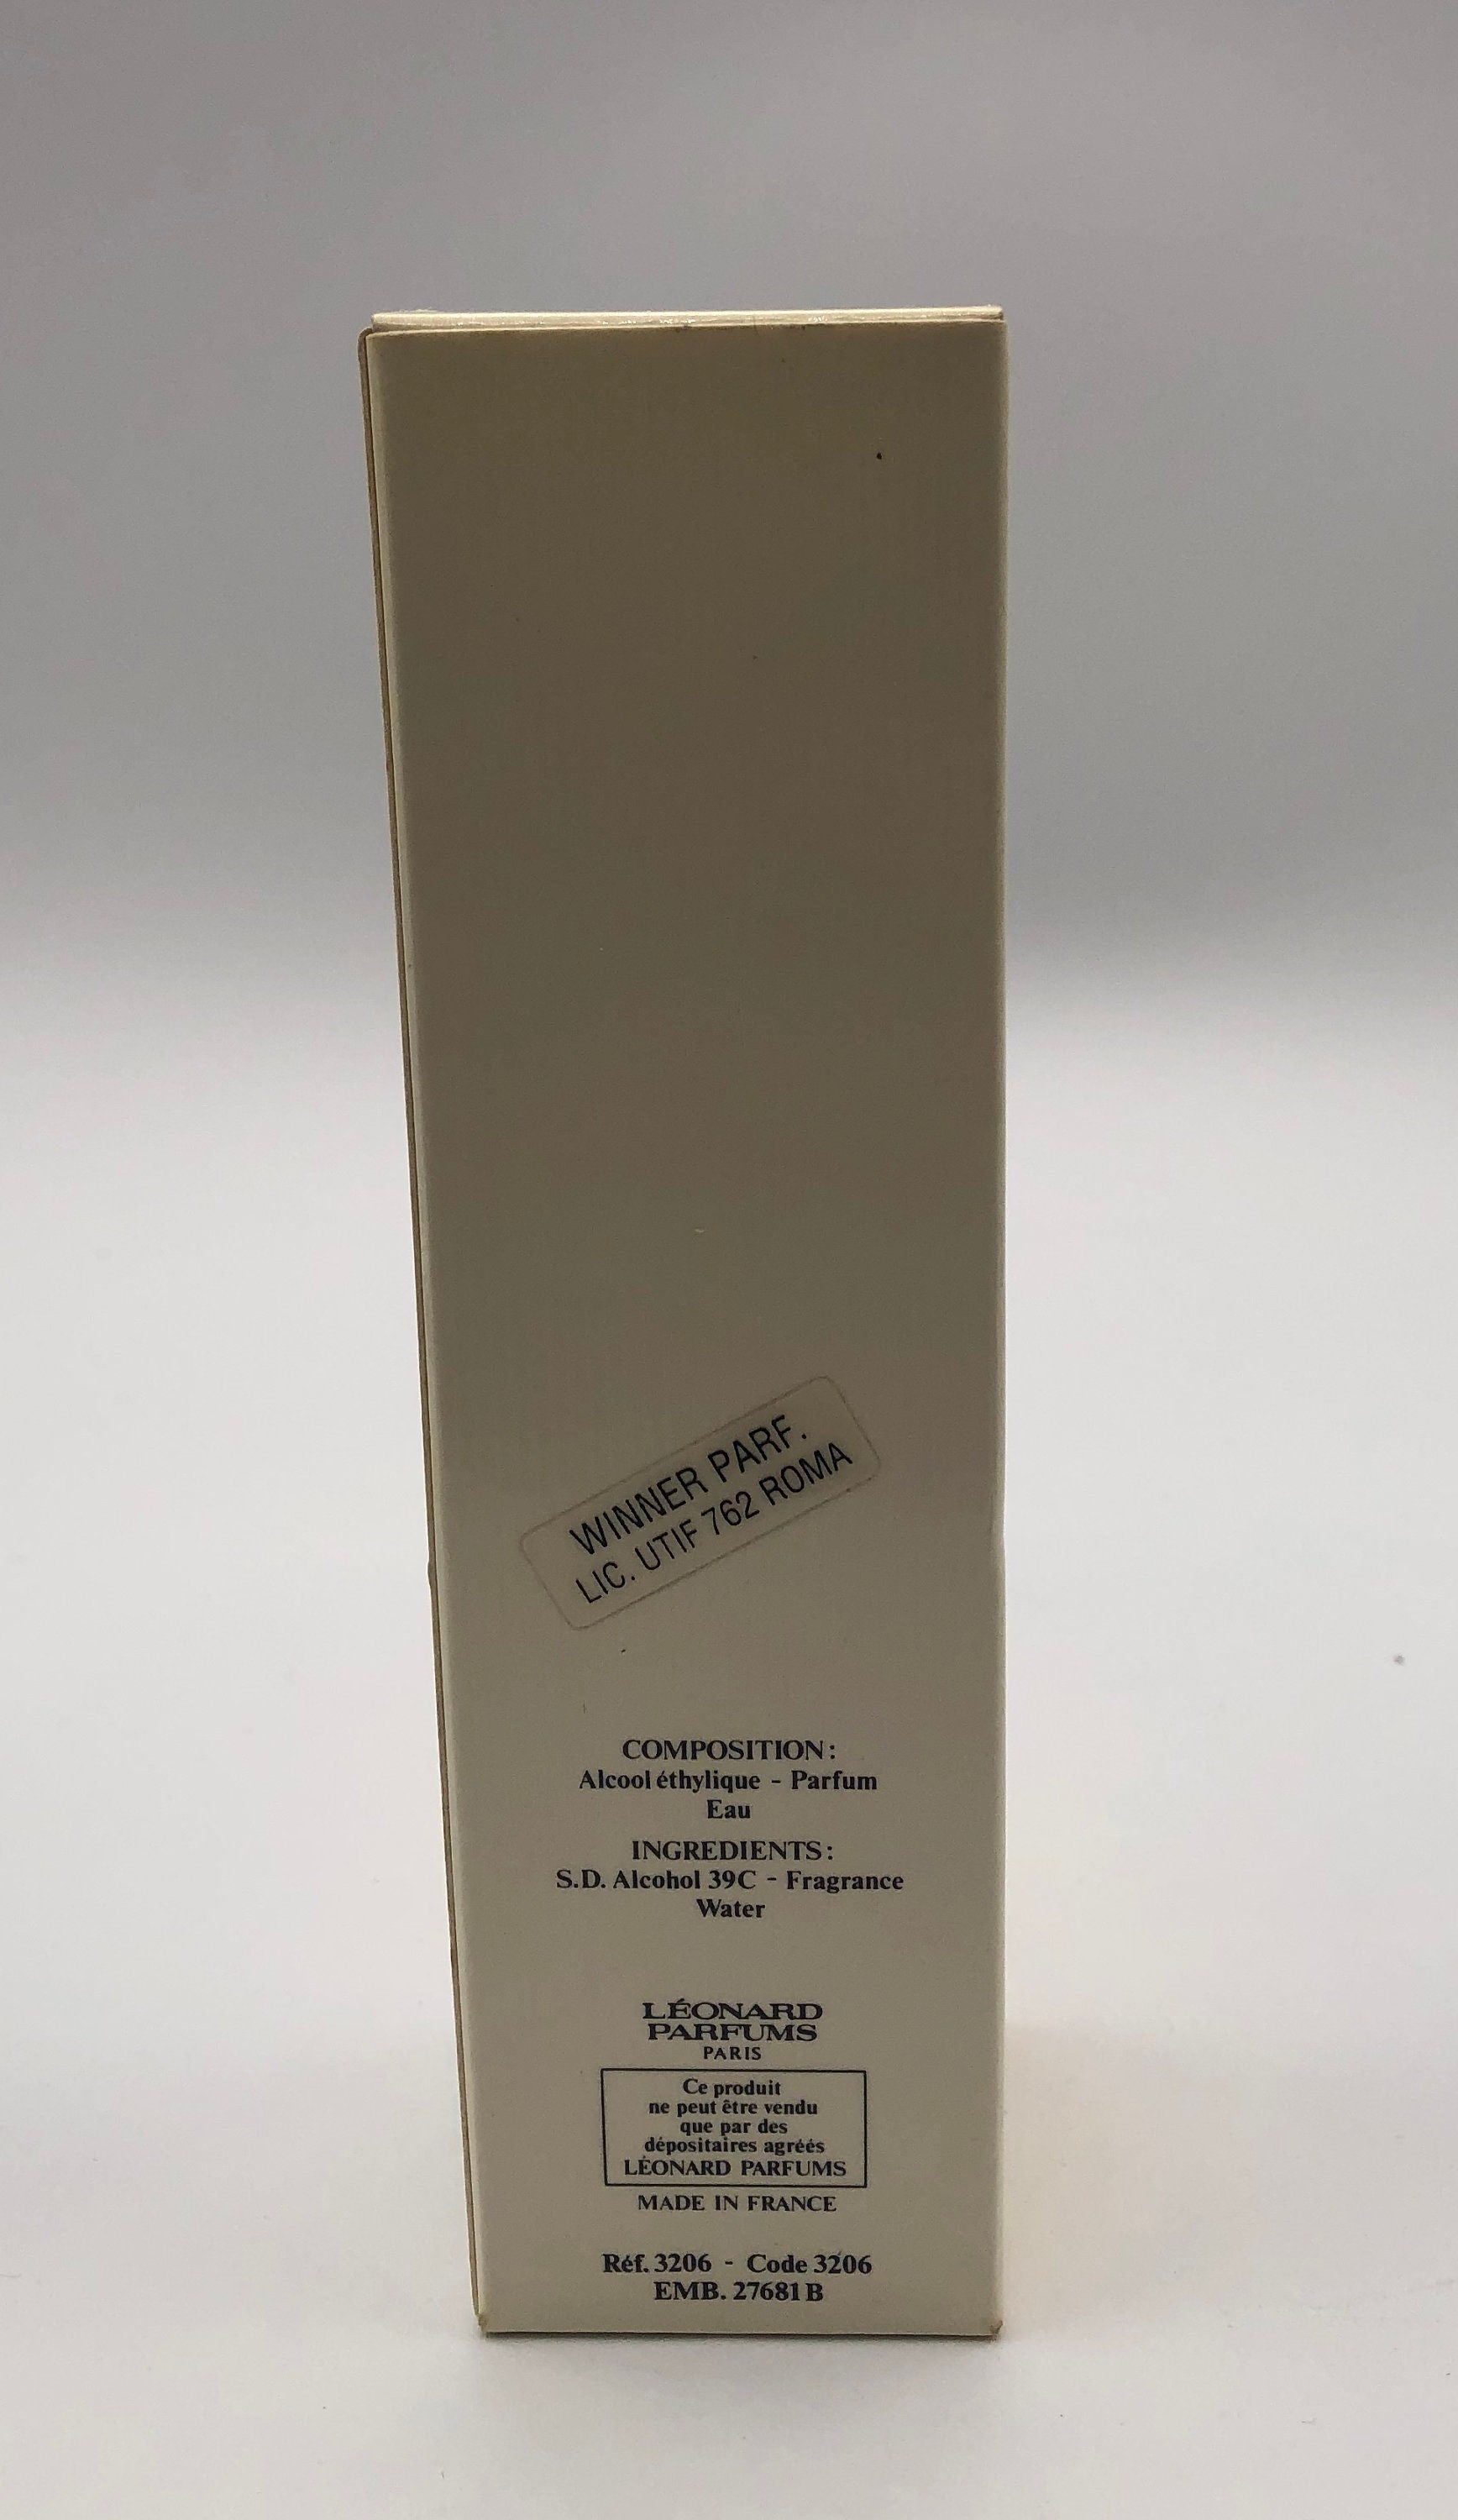 WINNER PARF.
LIC. UTIF 762 ROMA
COMPOSITION:
Alcool éthylique - Parfum
Eau
INGREDIENTS:
S.D. Alcohol 39C - Fragrance
Water
LÉONARD
PARFUMS
PARIS
Ce produit
ne peut être vendu
que par des
dépositaires agréés
LÉONARD PARFUMS
MADE IN FRANCE
Réf. 3206 - Code 3206
EMB. 27681 B